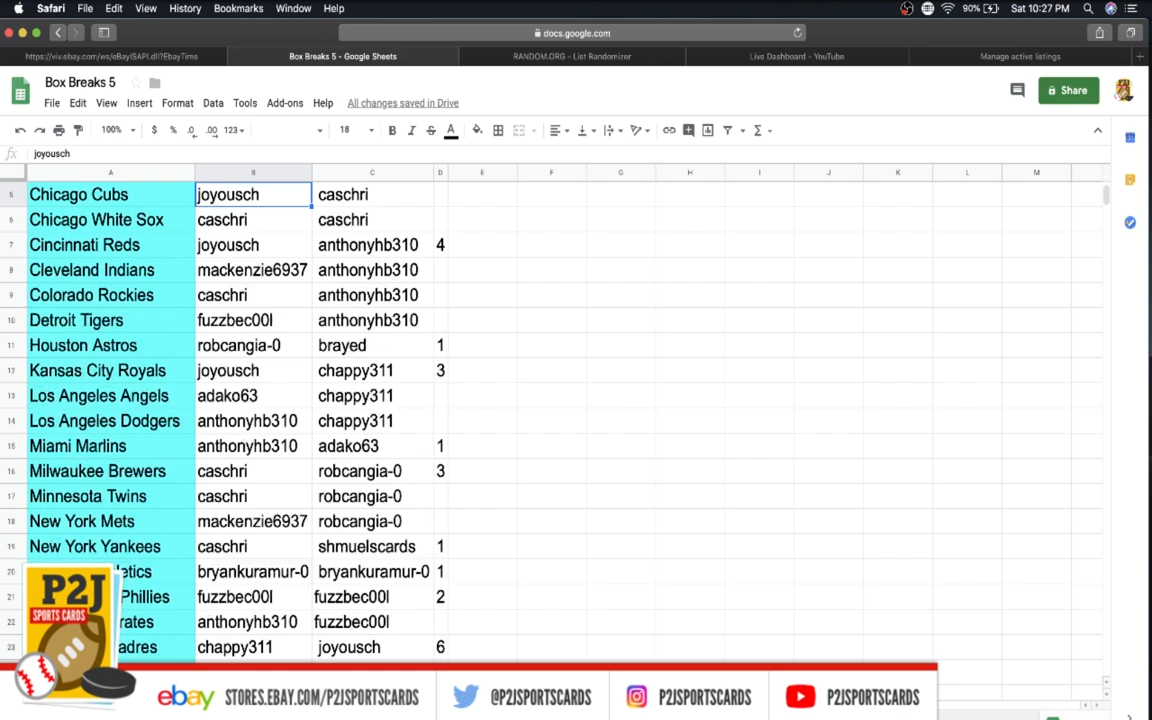 Safari File Edit View History Bookmarks Window Help 90% Sat 10:27 PM
docs.google.com
https://viv.ebay.com/ws/eBayISAPI.dll?EbayTime Box Breaks 5 - Google Sheets RANDOM.ORG - List Randomizer Live Dashboard - YouTube Manage active listings
Box Breaks 5
File Edit View Insert Format Data Tools Add-ons Help All changes saved in Drive Share
100% $ % .0 .00 123 18 B I S A
fx joyousch
A B C D E F G H I J K L M
5 Chicago Cubs joyousch caschri
6 Chicago White Sox caschri caschri
7 Cincinnati Reds joyousch anthonyhb310 4
8 Cleveland Indians mackenzie6937 anthonyhb310
9 Colorado Rockies caschri anthonyhb310
10 Detroit Tigers fuzzbec00l anthonyhb310
11 Houston Astros robcangia-0 brayed 1
12 Kansas City Royals joyousch chappy311 3
13 Los Angeles Angels adako63 chappy311
14 Los Angeles Dodgers anthonyhb310 chappy311
15 Miami Marlins anthonyhb310 adako63 1
16 Milwaukee Brewers caschri robcangia-0 3
17 Minnesota Twins caschri robcangia-0
18 New York Mets mackenzie6937 robcangia-0
19 New York Yankees caschri shmuelscards 1
20 etics bryankuramur-0 bryankuramur-0 1
21 Phillies fuzzbec00l fuzzbec00l 2
22 rates anthonyhb310 fuzzbec00l
23 adres chappy311 joyousch 6
P2J
SPORTS CARDS
ebay STORES.EBAY.COM/P2JSPORTSCARDS @P2JSPORTSCARDS P2JSPORTSCARDS P2JSPORTSCARDS